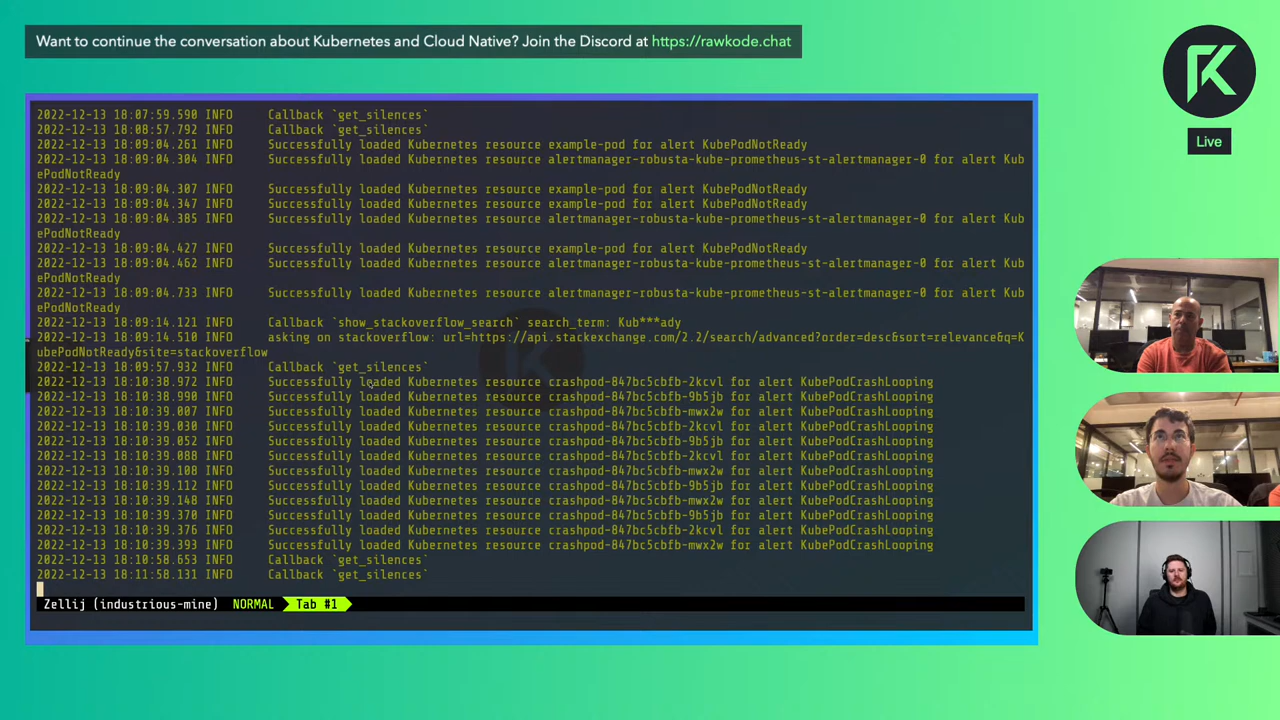 Want to continue the conversation about Kubernetes and Cloud Native? Join the Discord at https://rawkode.chat
Live
2022-12-13 18:07:59.590 INFO Callback `get_silences`
2022-12-13 18:08:57.792 INFO Callback `get_silences`
2022-12-13 18:09:04.261 INFO Successfully loaded Kubernetes resource example-pod for alert KubePodNotReady
2022-12-13 18:09:04.304 INFO Successfully loaded Kubernetes resource alertmanager-robusta-kube-prometheus-st-alertmanager-0 for alert Kub
ePodNotReady
2022-12-13 18:09:04.307 INFO Successfully loaded Kubernetes resource example-pod for alert KubePodNotReady
2022-12-13 18:09:04.347 INFO Successfully loaded Kubernetes resource example-pod for alert KubePodNotReady
2022-12-13 18:09:04.385 INFO Successfully loaded Kubernetes resource alertmanager-robusta-kube-prometheus-st-alertmanager-0 for alert Kub
ePodNotReady
2022-12-13 18:09:04.427 INFO Successfully loaded Kubernetes resource example-pod for alert KubePodNotReady
2022-12-13 18:09:04.462 INFO Successfully loaded Kubernetes resource alertmanager-robusta-kube-prometheus-st-alertmanager-0 for alert Kub
ePodNotReady
2022-12-13 18:09:04.733 INFO Successfully loaded Kubernetes resource alertmanager-robusta-kube-prometheus-st-alertmanager-0 for alert Kub
ePodNotReady
2022-12-13 18:09:14.121 INFO Callback `show_stackoverflow_search` search_term: Kub***ady
2022-12-13 18:09:14.510 INFO asking on stackoverflow: url=https://api.stackexchange.com/2.2/search/advanced?order=desc&sort=relevance&q=K
ubePodNotReady&site=stackoverflow
2022-12-13 18:09:57.932 INFO Callback `get_silences`
2022-12-13 18:10:38.972 INFO Successfully loaded Kubernetes resource crashpod-847bc5cbfb-2kcvl for alert KubePodCrashLooping
2022-12-13 18:10:38.990 INFO Successfully loaded Kubernetes resource crashpod-847bc5cbfb-9b5jb for alert KubePodCrashLooping
2022-12-13 18:10:39.007 INFO Successfully loaded Kubernetes resource crashpod-847bc5cbfb-mwx2w for alert KubePodCrashLooping
2022-12-13 18:10:39.030 INFO Successfully loaded Kubernetes resource crashpod-847bc5cbfb-2kcvl for alert KubePodCrashLooping
2022-12-13 18:10:39.052 INFO Successfully loaded Kubernetes resource crashpod-847bc5cbfb-9b5jb for alert KubePodCrashLooping
2022-12-13 18:10:39.088 INFO Successfully loaded Kubernetes resource crashpod-847bc5cbfb-2kcvl for alert KubePodCrashLooping
2022-12-13 18:10:39.108 INFO Successfully loaded Kubernetes resource crashpod-847bc5cbfb-mwx2w for alert KubePodCrashLooping
2022-12-13 18:10:39.112 INFO Successfully loaded Kubernetes resource crashpod-847bc5cbfb-9b5jb for alert KubePodCrashLooping
2022-12-13 18:10:39.148 INFO Successfully loaded Kubernetes resource crashpod-847bc5cbfb-mwx2w for alert KubePodCrashLooping
2022-12-13 18:10:39.370 INFO Successfully loaded Kubernetes resource crashpod-847bc5cbfb-9b5jb for alert KubePodCrashLooping
2022-12-13 18:10:39.376 INFO Successfully loaded Kubernetes resource crashpod-847bc5cbfb-2kcvl for alert KubePodCrashLooping
2022-12-13 18:10:39.393 INFO Successfully loaded Kubernetes resource crashpod-847bc5cbfb-mwx2w for alert KubePodCrashLooping
2022-12-13 18:10:58.653 INFO Callback `get_silences`
2022-12-13 18:11:58.131 INFO Callback `get_silences`
Zellij (industrious-mine) NORMAL Tab #1